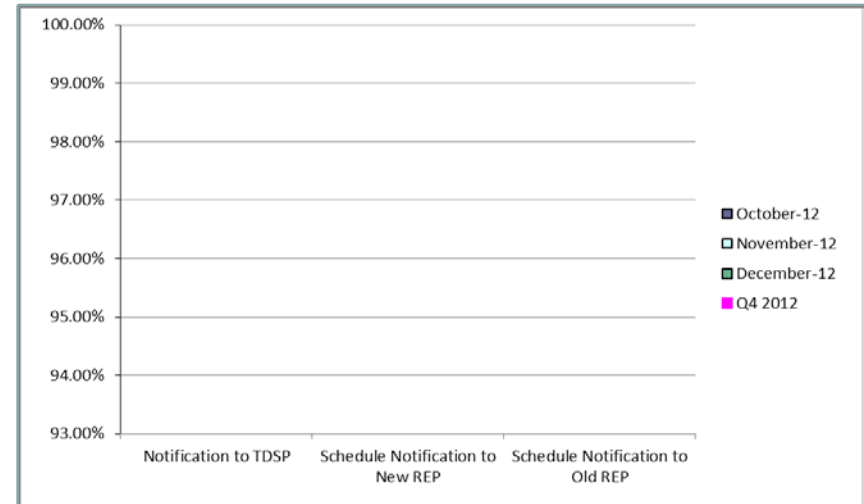 100.00%
99.00%
98.00%
97.00%
96.00%
95.00%
94.00%
93.00%
Notification to TDSP
Schedule Notification to
New REP
Schedule Notification to
Old REP
October-12
November-12
December-12
Q4 2012